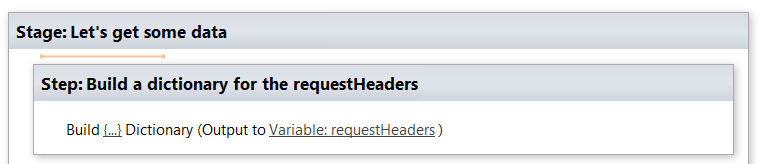 Stage: Let's get some data
Step: Build a dictionary for the requestHeaders
Build {...} Dictionary (Output to Variable: requestHeaders )